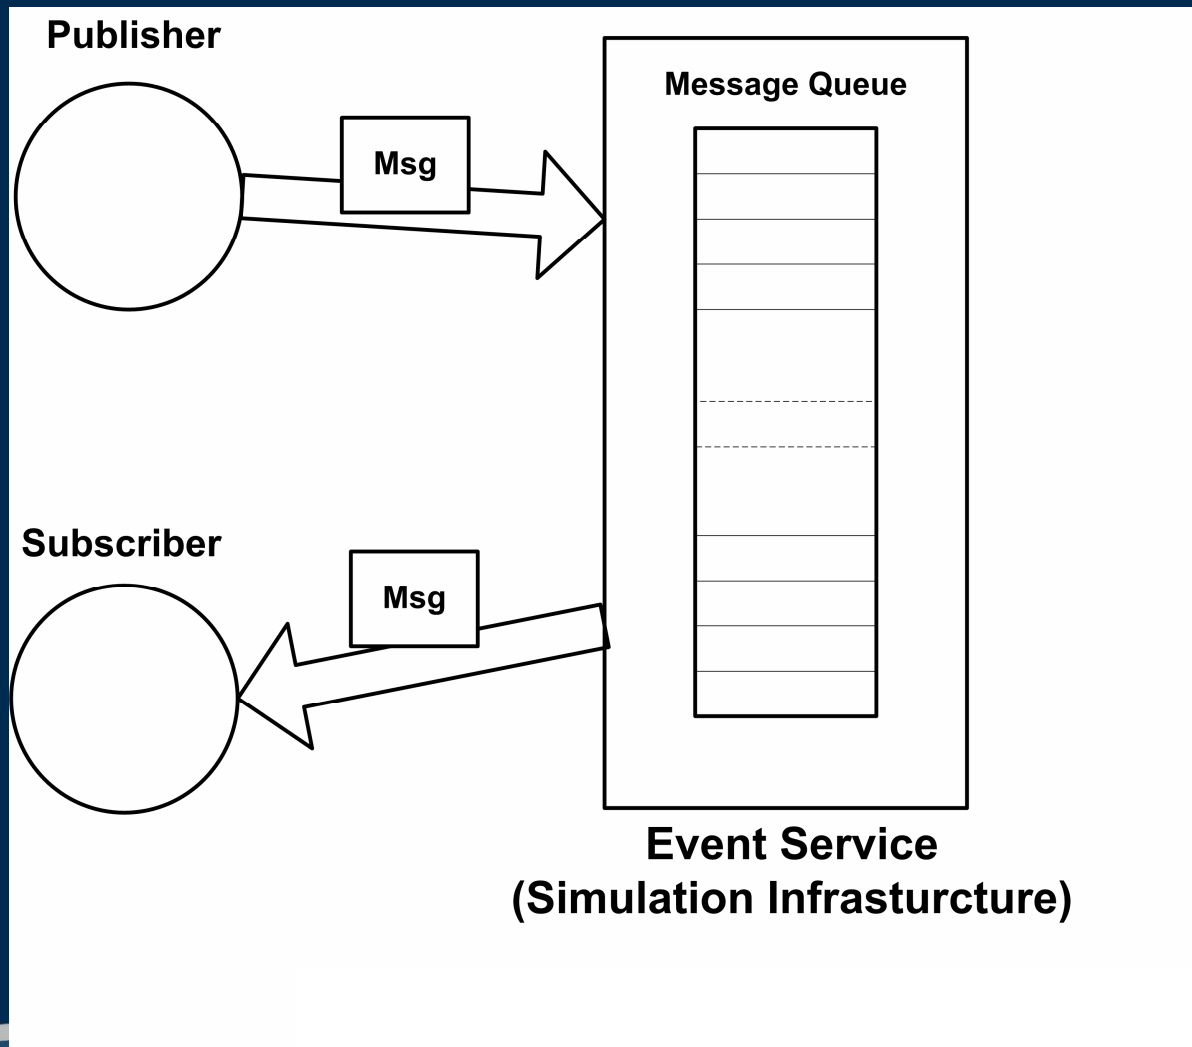 Publisher
Message Queue
Msg
Subscriber
Msg
Event Service
(Simulation Infrasturcture)